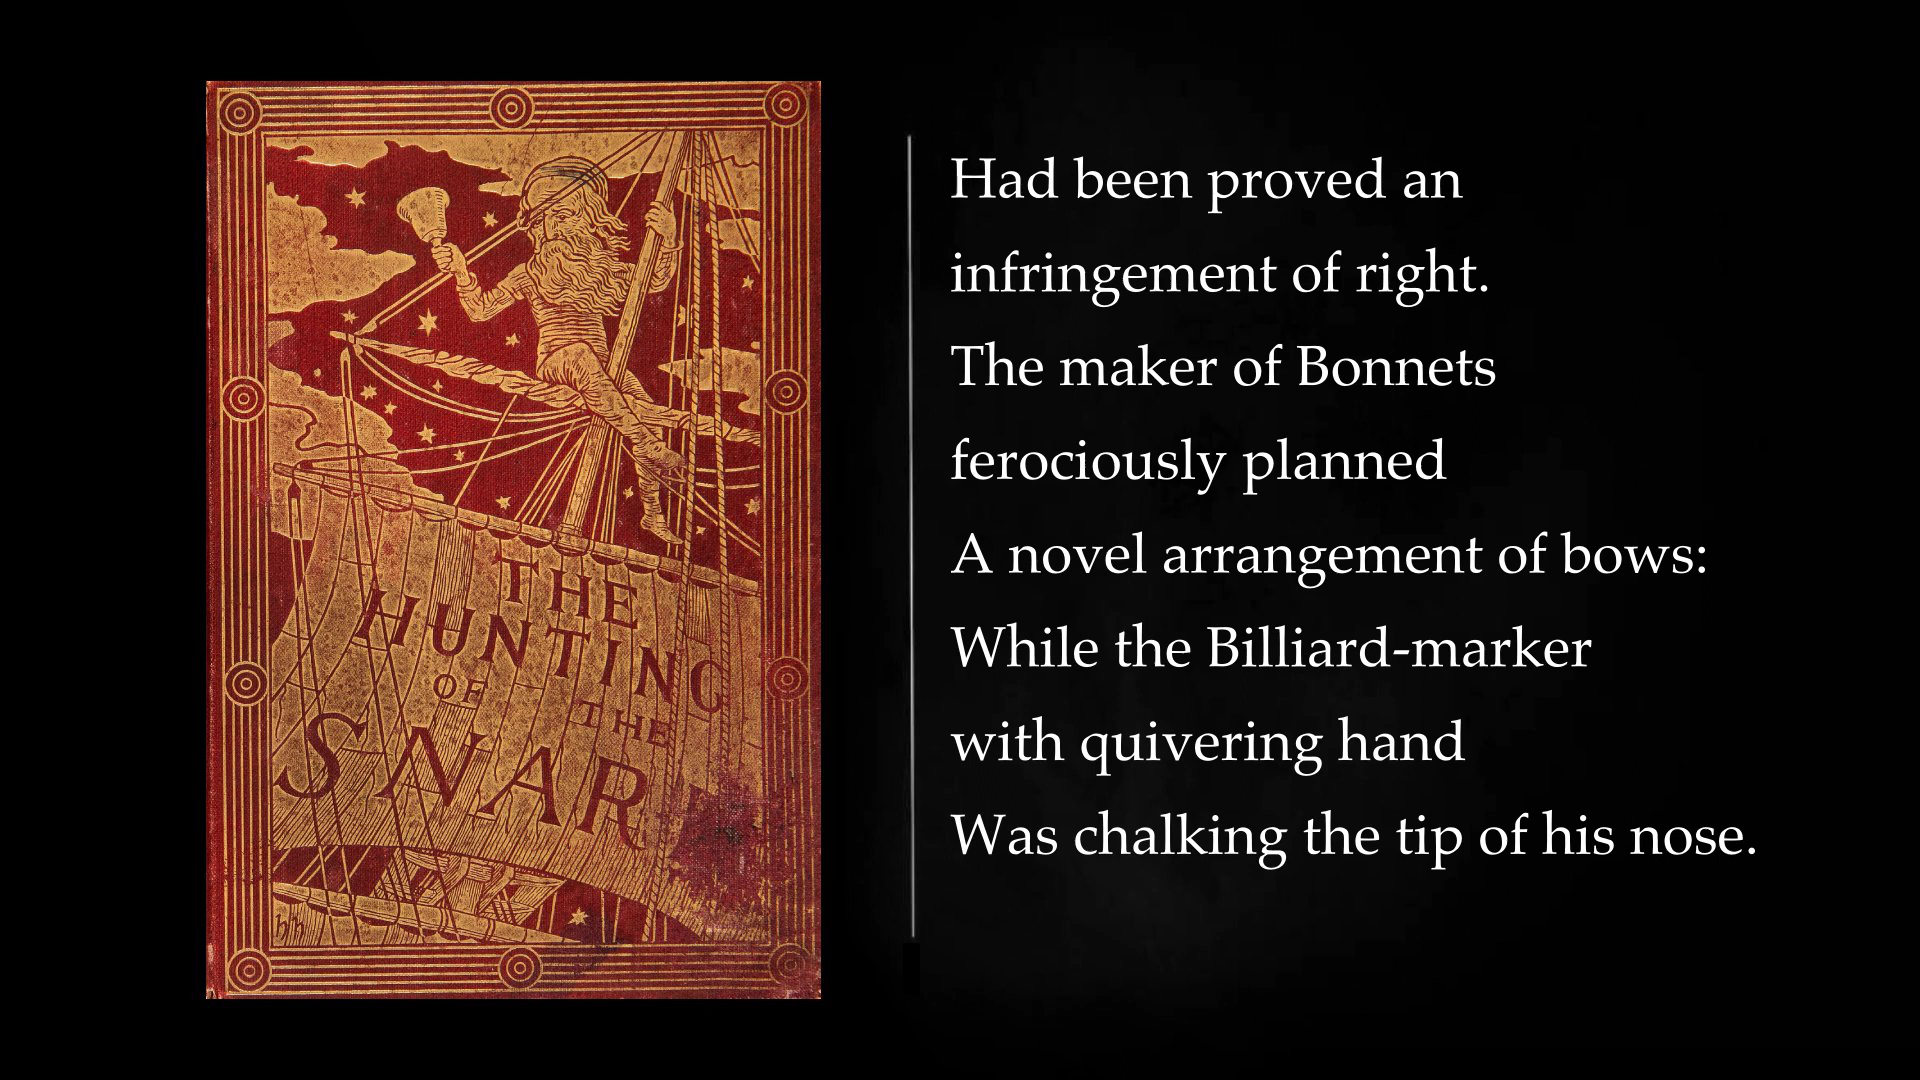 THE
HUNTING
OF THE
SNAR
hh
Had been proved an
infringement of right.
The maker of Bonnets
ferociously planned
A novel arrangement of bows:
While the Billiard-marker
with quivering hand
Was chalking the tip of his nose.